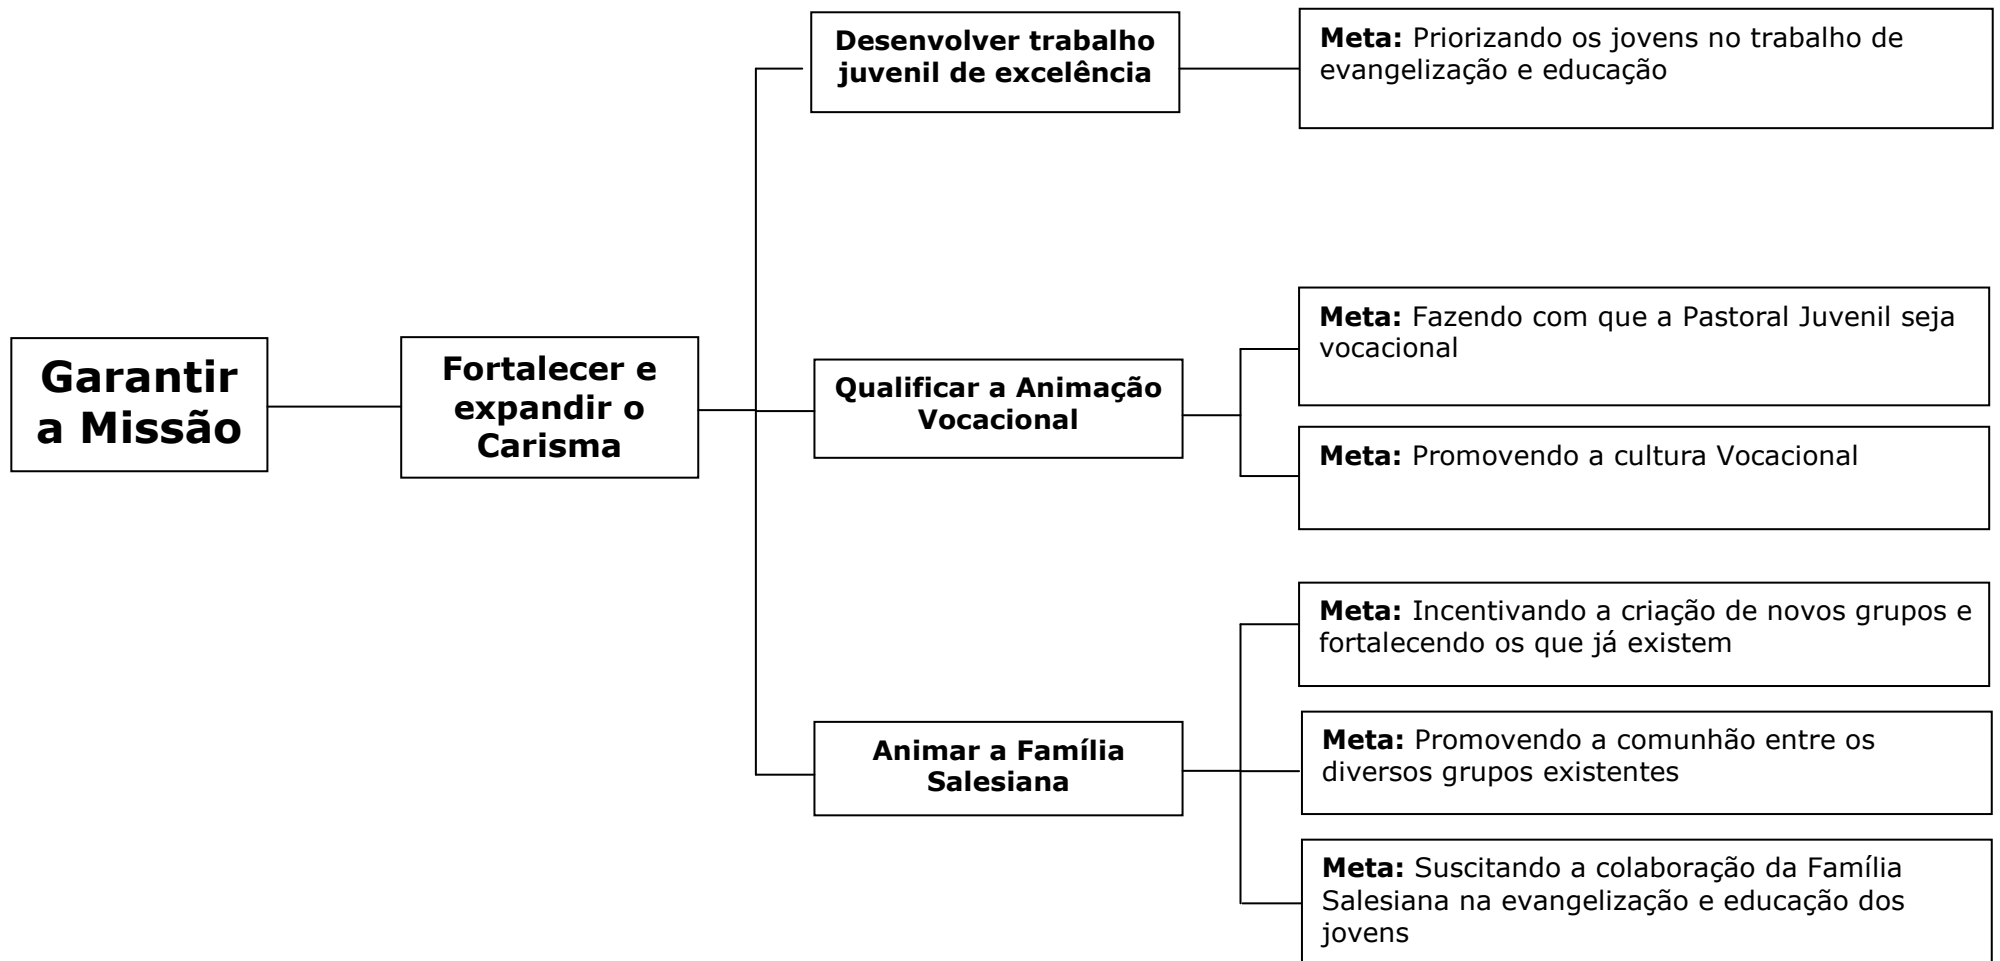 Garantir
a Missão
Fortalecer e
expandir o
Carisma
Desenvolver trabalho
juvenil de excelência
Meta: Priorizando os jovens no trabalho de
evangelização e educação
Qualificar a Animação
Vocacional
Meta: Fazendo com que a Pastoral Juvenil seja
vocacional
Meta: Promovendo a cultura Vocacional
Animar a Família
Salesiana
Meta: Incentivando a criação de novos grupos e
fortalecendo os que já existem
Meta: Promovendo a comunhão entre os
diversos grupos existentes
Meta: Suscitando a colaboração da Família
Salesiana na evangelização e educação dos
jovens